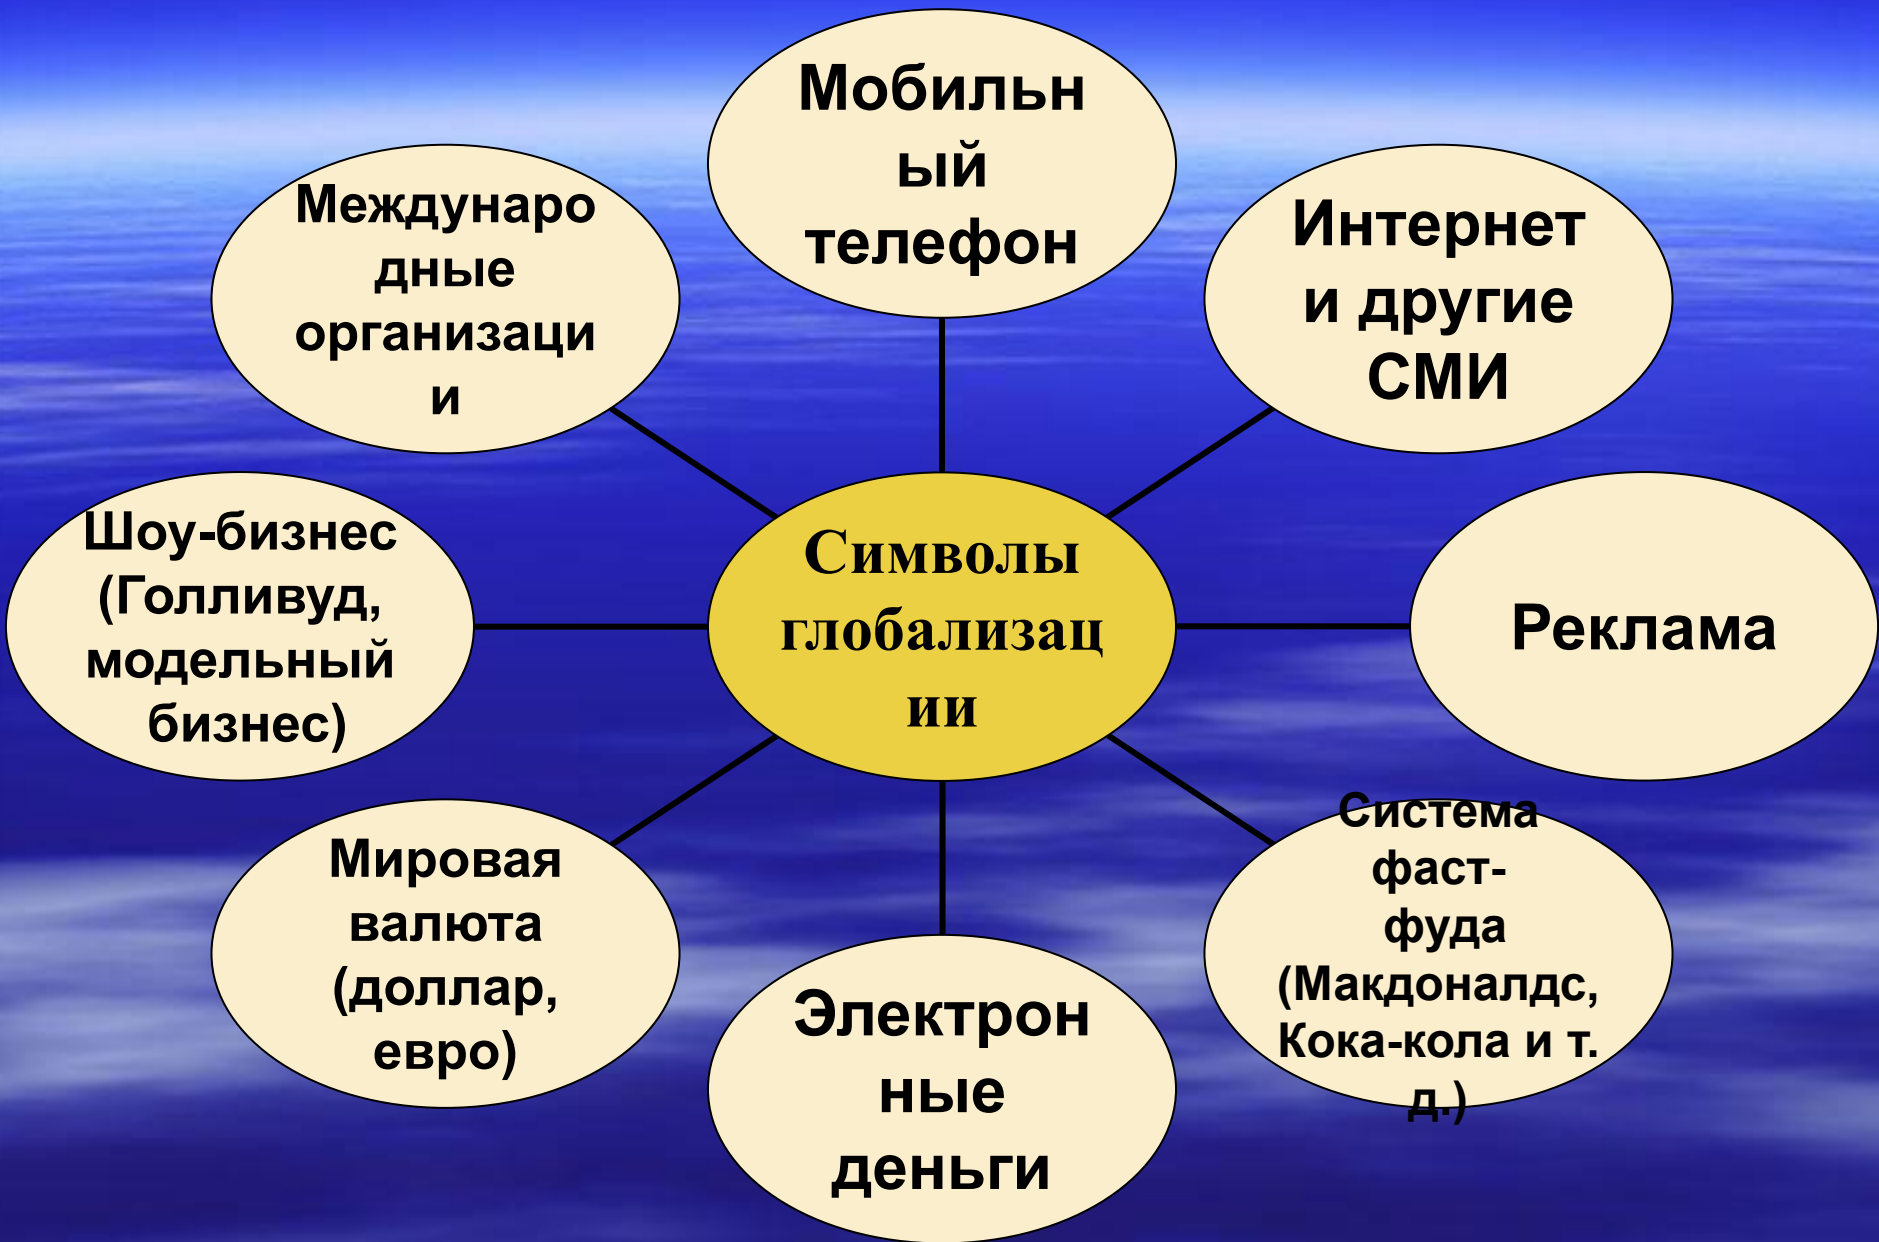 Мобильн
ый
телефон
Интернет
и другие
СМИ
Реклама
Система
фаст-
фуда
(Макдоналдс,
Кока-кола и т.
д.)
Электрон
ные
деньги
Мировая
валюта
(доллар,
евро)
Шоу-бизнес
(Голливуд,
модельный
бизнес)
Междунаро
дные
организаци
и
Символы
глобализац
ии